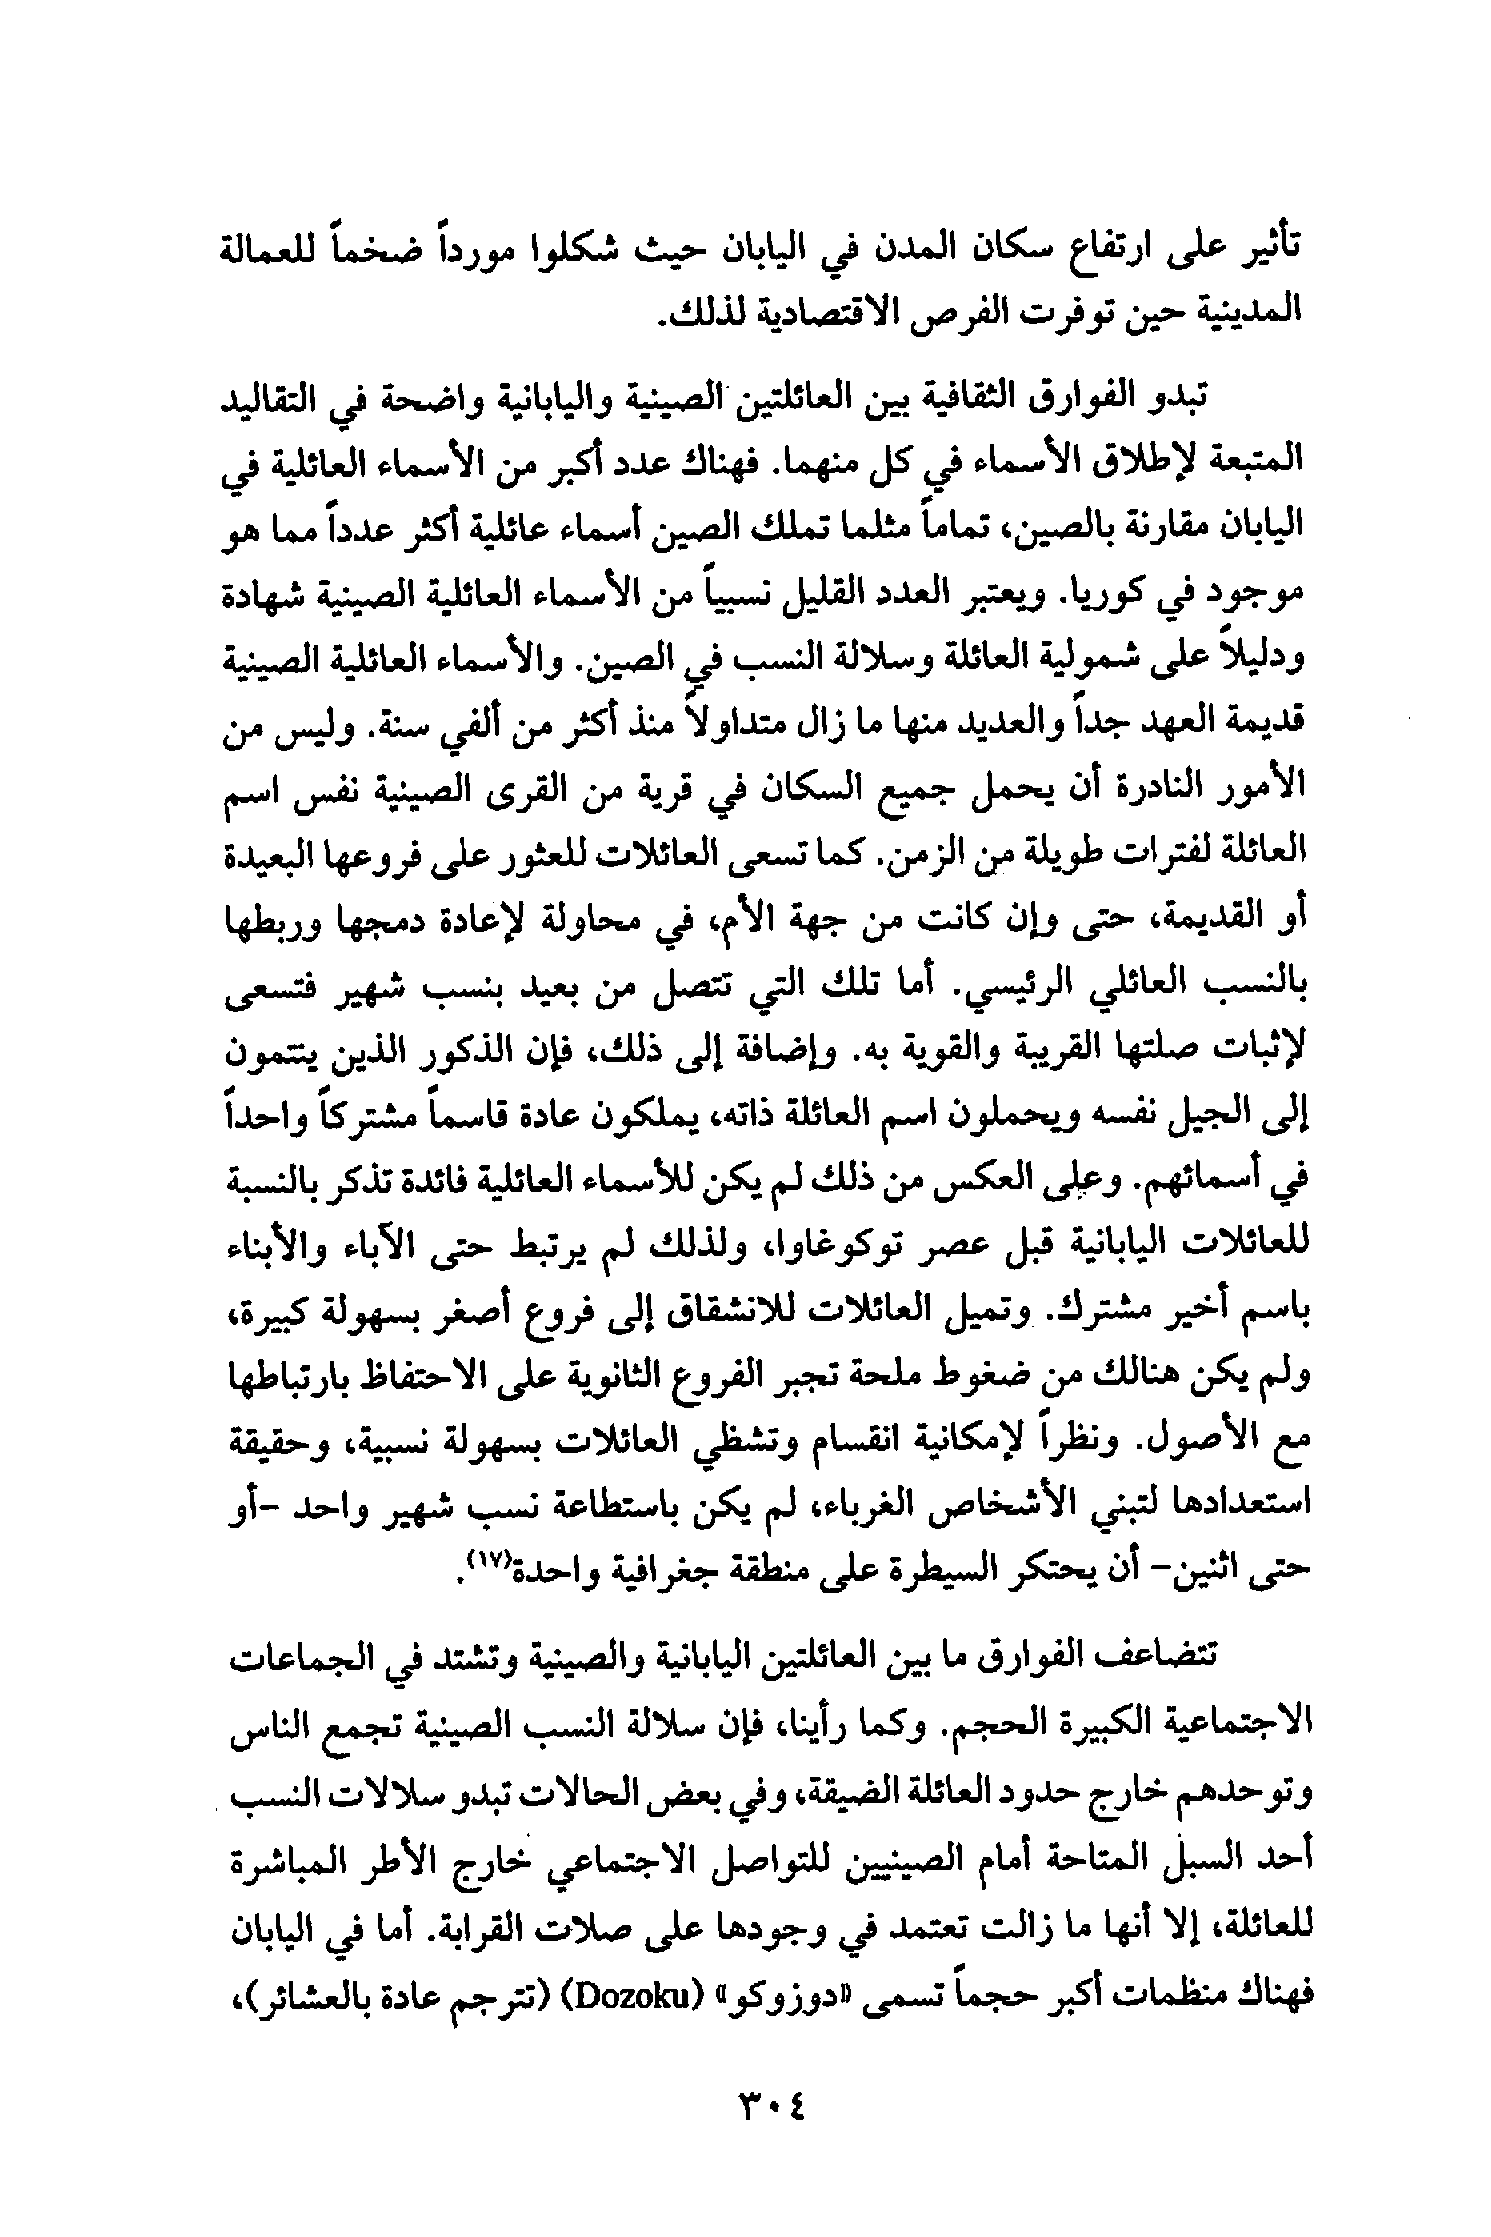 تأثير على ارتفاع سكان المدن في اليابان حيث شكلوا مورداً ضخماً للعمالة
المدينية حين توفرت الفرص الاقتصادية لذلك.
تبدو الفوارق الثقافية بين العائلتين الصينية واليابانية واضحة في التقاليد
المتبعة لإطلاق الأسماء في كل منهما. فهناك عدد أكبر من الأسماء العائلية في
اليابان مقارنة بالصين، تماماً مثلما تملك الصين أسماء عائلية أكثر عدداً مما هو
موجود في كوريا. ويعتبر العدد القليل نسبياً من الأسماء العائلية الصينية شهادة
ودليلاً على شمولية العائلة وسلالة النسب في الصين. والأسماء العائلية الصينية
قديمة العهد جداً والعديد منها ما زال متداولاً منذ أكثر من ألفي سنة. وليس من
الأمور النادرة أن يحمل جميع السكان في قرية من القرى الصينية نفس اسم
العائلة لفترات طويلة من الزمن. كما تسعى العائلات للعثور على فروعها البعيدة
أو القديمة، حتى وإن كانت من جهة الأم، في محاولة لإعادة دمجها وربطها
بالنسب العائلي الرئيسي. أما تلك التي تتصل من بعيد بنسب شهير فتسعى
لإثبات صلتها القريبة والقوية به. وإضافة إلى ذلك، فإن الذكور الذين ينتمون
إلى الجيل نفسه ويحملون اسم العائلة ذاته، يملكون عادة قاسماً مشتركاً واحداً
في أسمائهم. وعلى العكس من ذلك لم يكن للأسماء العائلية فائدة تذكر بالنسبة
للعائلات اليابانية قبل عصر توكوغاوا، ولذلك لم يرتبط حتى الآباء والأبناء
باسم أخير مشترك. وتميل العائلات للانشقاق إلى فروع أصغر بسهولة كبيرة،
ولم يكن هنالك من ضغوط ملحة تجبر الفروع الثانوية على الاحتفاظ بارتباطها
مع الأصول. ونظراً لإمكانية انقسام وتشظي العائلات بسهولة نسبية، وحقيقة
استعدادها لتبني الأشخاص الغرباء، لم يكن باستطاعة نسب شهير واحد -أو
حتى اثنين- أن يحتكر السيطرة على منطقة جغرافية واحدة(١٧).
تتضاعف الفوارق ما بين العائلتين اليابانية والصينية وتشتد في الجماعات
الاجتماعية الكبيرة الحجم. وكما رأينا، فإن سلالة النسب الصينية تجمع الناس
وتوحدهم خارج حدود العائلة الضيقة، وفي بعض الحالات تبدو سلالات النسب
أحد السبل المتاحة أمام الصينيين للتواصل الاجتماعي خارج الأطر المباشرة
للعائلة، إلا أنها ما زالت تعتمد في وجودها على صلات القرابة. أما في اليابان
فهناك منظمات أكبر حجماً تسمى «دوزوكو» (Dozoku) (تترجم عادة بالعشائر)،
٣٠٤